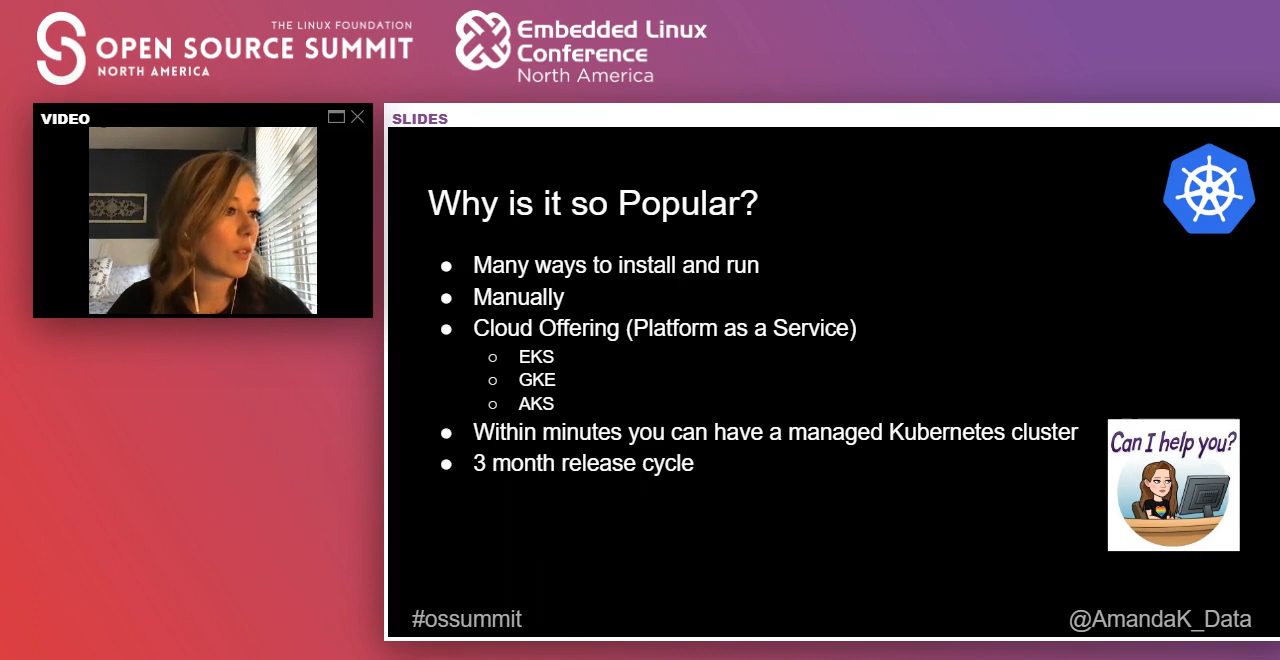 THE LINUX FOUNDATION
OPEN SOURCE SUMMIT
NORTH AMERICA
Embedded Linux
Conference
North America
VIDEO
SLIDES
Why is it so Popular?
● Many ways to install and run
● Manually
● Cloud Offering (Platform as a Service)
○ EKS
○ GKE
○ AKS
● Within minutes you can have a managed Kubernetes cluster
● 3 month release cycle
Can I help you?
#ossummit
@AmandaK_Data